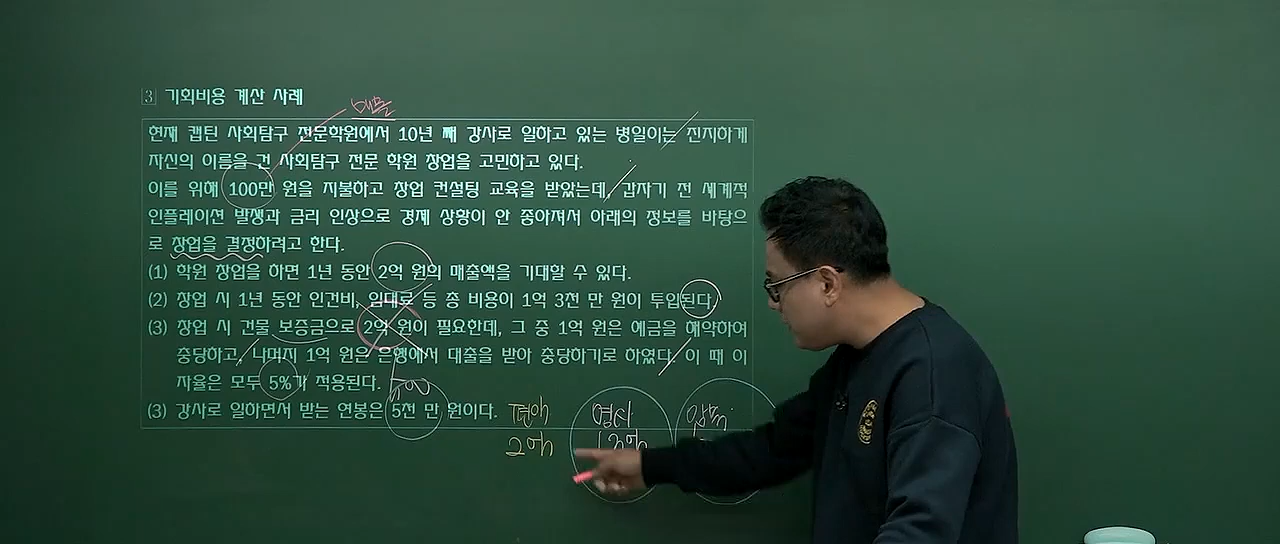 3 기회비용 계산 사례
매몰
현재 캡틴 사회탐구 전문학원에서 10년 째 강사로 일하고 있는 병일이는 진지하게
자신의 이름을 건 사회탐구 전문 학원 창업을 고민하고 있다.
이를 위해 100만 원을 지불하고 창업 컨설팅 교육을 받았는데, 갑자기 전 세계적
인플레이션 발생과 금리 인상으로 경제 상황이 안 좋아져서 아래의 정보를 바탕으
로 창업을 결정하려고 한다.
(1) 학원 창업을 하면 1년 동안 2억 원의 매출액을 기대할 수 있다.
(2) 창업 시 1년 동안 인건비, 임대료 등 총 비용이 1억 3천 만 원이 투입된다.
(3) 창업 시 건물 보증금으로 2억 원이 필요한데, 그 중 1억 원은 예금을 해약하여
충당하고, 나머지 1억 원은 은행에서 대출을 받아 충당하기로 하였다. 이 때 이
자율은 모두 5%가 적용된다.
(3) 강사로 일하면서 받는 연봉은 5천 만 원이다.
편익 명시 암묵
2억